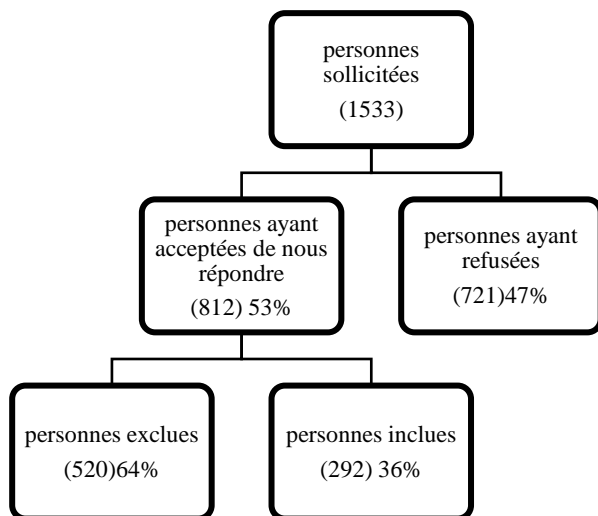 personnes
sollicitées
(1533)
personnes ayant
acceptées de nous
répondre
(812) 53%
personnes ayant
refusées
(721)47%
personnes exclues
(520)64%
personnes inclues
(292) 36%